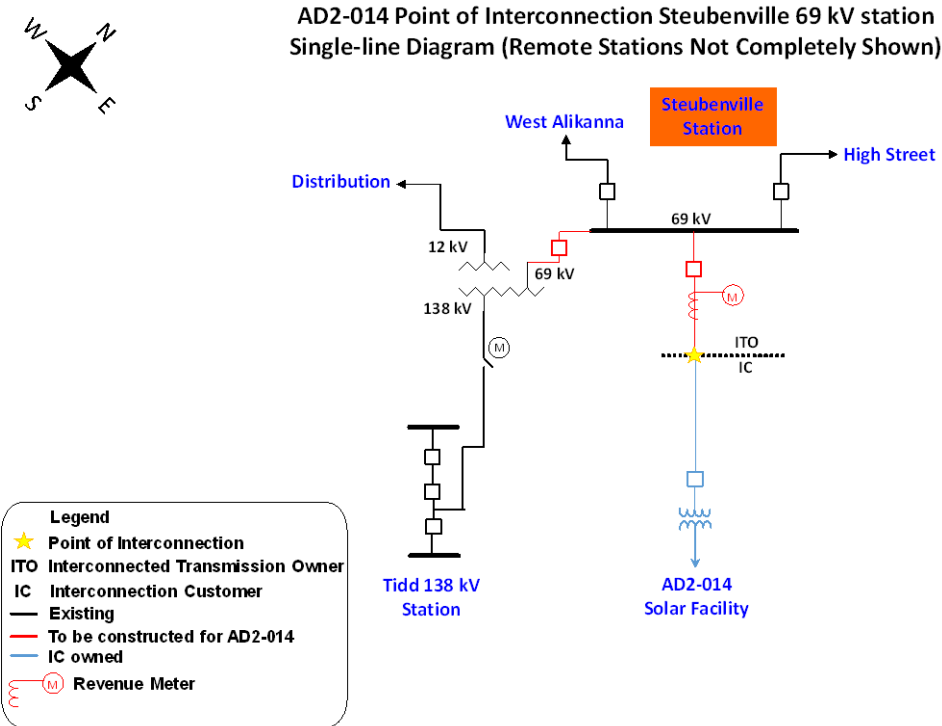 AD2-014 Point of Interconnection Steubenville 69 kV station
Single-line Diagram (Remote Stations Not Completely Shown)
W
N
S
E
Steubenville
Station
West Alikanna
High Street
Distribution
69 kV
12 kV
69 kV
138 kV
M
M
ITO
IC
Tidd 138 kV
Station
AD2-014
Solar Facility
Legend
Point of Interconnection
ITO Interconnected Transmission Owner
IC Interconnection Customer
Existing
To be constructed for AD2-014
IC owned
M Revenue Meter